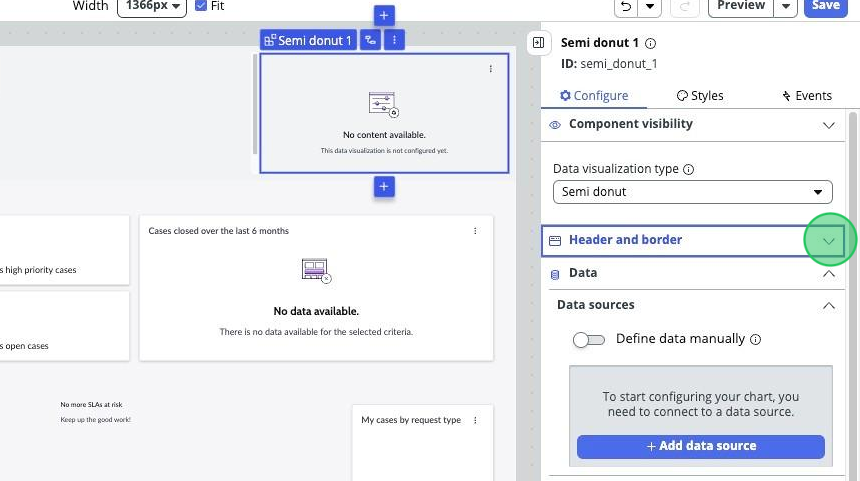 Width
1366px
Fit
Preview
Save
Semi donut 1
No content available.
This data visualization is not configured yet.
Semi donut 1
ID: semi_donut_1
Configure
Styles
Events
Component visibility
Data visualization type
Semi donut
Header and border
Data
Data sources
Define data manually
To start configuring your chart, you
need to connect to a data source.
+ Add data source
s high priority cases
s open cases
Cases closed over the last 6 months
No data available.
There is no data available for the selected criteria.
No more SLAs at risk
Keep up the good work!
My cases by request type